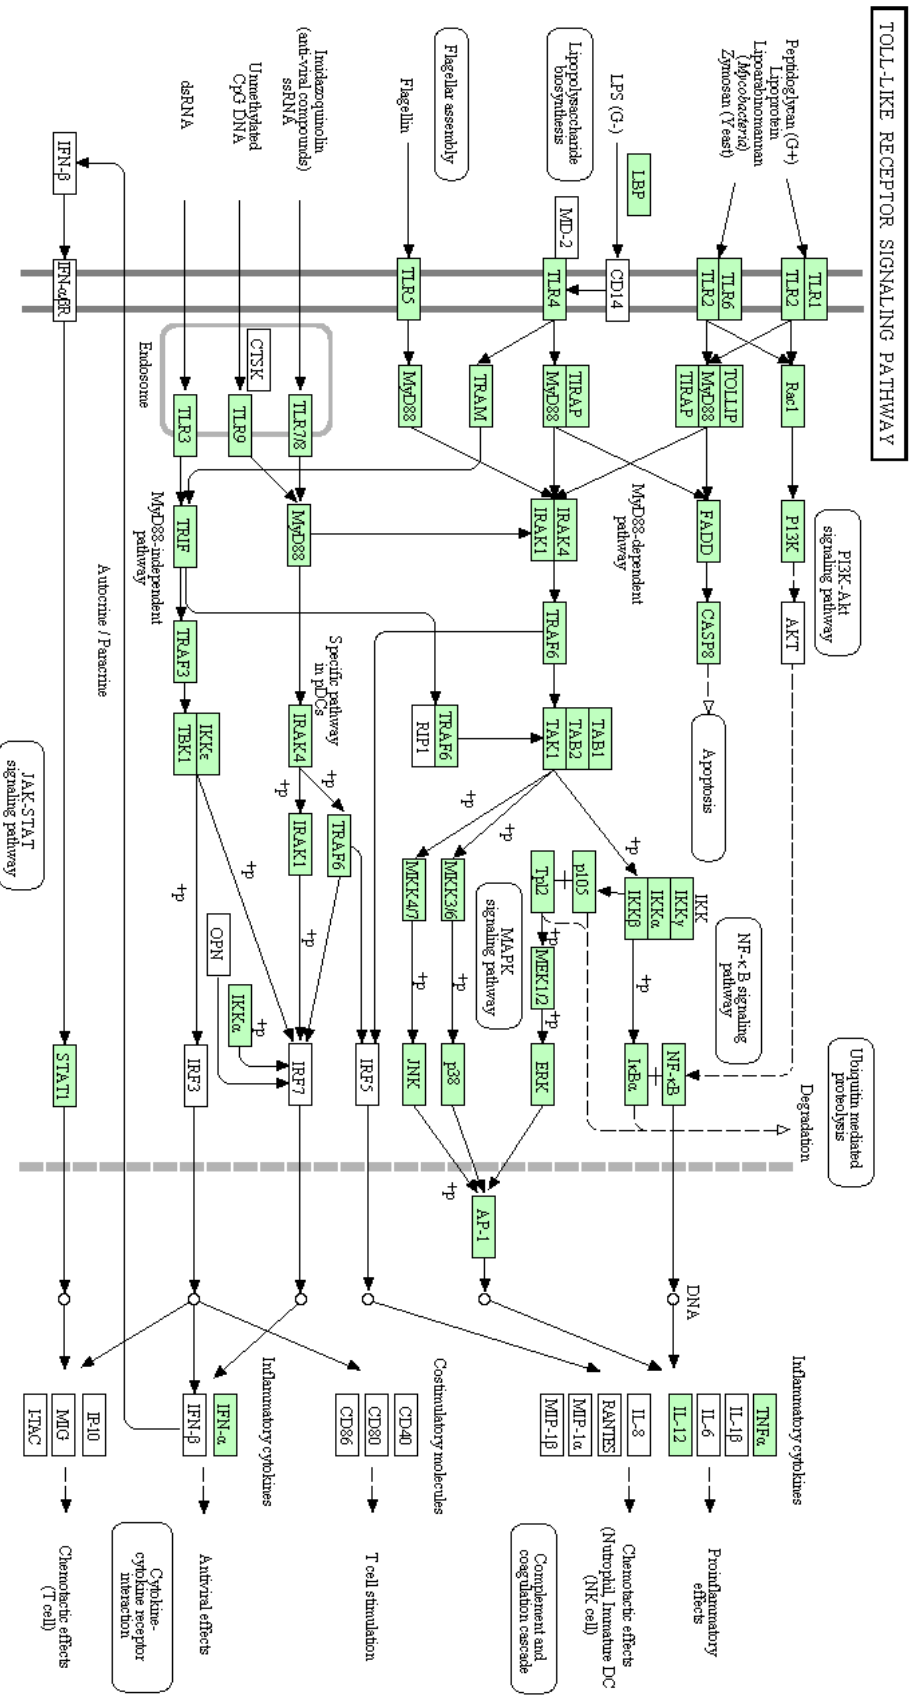 TOLL-LIKE RECEPTOR SIGNALING PATHWAY
Peptidoglycan (G+)
Lipoprotein
Lipoarabinomannan
(Mycobacteria)
Zymosan (Yeast)
LPS (G-)
LBP
Lipopolysaccharide
biosynthesis
MD-2
Flagellar assembly
Flagellin
Imidazoquinolin
(anti-viral compounds)
ssRNA
Unmethylated
CpG DNA
dsRNA
IFN-β
TLR1
TLR2
TLR6
TLR2
CD14
TLR4
TLR5
IFN-αβR
CTSK
TLR7/8
TLR9
TLR3
Endosome
Rac1
TOLLIP
MyD88
TIRAP
TIRAP
MyD88
TRAM
MyD88
MyD88
TRIF
MyD88-independent
pathway
MyD88-dependent
pathway
PI3K
PI3K-Akt
signaling pathway
AKT
FADD
CASP8
Apoptosis
IRAK4
IRAK1
TRAF6
TAB1
TAB2
TAK1
TRAF6
RIP1
Specific pathway
in pDCs
IRAK4
TRAF3
IKKε
TBK1
Autocrine / Paracrine
JAK-STAT
signaling pathway
+p
+p
+p
+p
+p
IRAK1
TRAF6
+p
+p
+p
MKK4/7
MKK3/6
MAPK
signaling pathway
p105
Tpl2
+p
MEK1/2
+p
ERK
IKK
IKKγ
IKKα
IKKβ
NF-κB signaling
pathway
+p
IκBα
NF-κB
Ubiquitin mediated
proteolysis
Degradation
+p
p38
+p
JNK
IRF5
IRF7
OPN
IKKα
+p
IRF3
STAT1
+p
AP-1
DNA
Inflammatory cytokines
TNFα
IL-1β
IL-6
IL-12
Proinflammatory
effects
IL-8
RANTES
MIP-1α
MIP-1β
Chemotactic effects
(Nutrophil, Immature DC
(NK cell)
Complement and
coagulation cascade
Costimulatory molecules
CD40
CD80
CD86
T cell stimulation
Inflammatory cytokines
IFN-α
IFN-β
Antiviral effects
Cytokine-
cytokine receptor
interaction
IP-10
MIG
I-TAC
Chemotactic effects
(T cell)